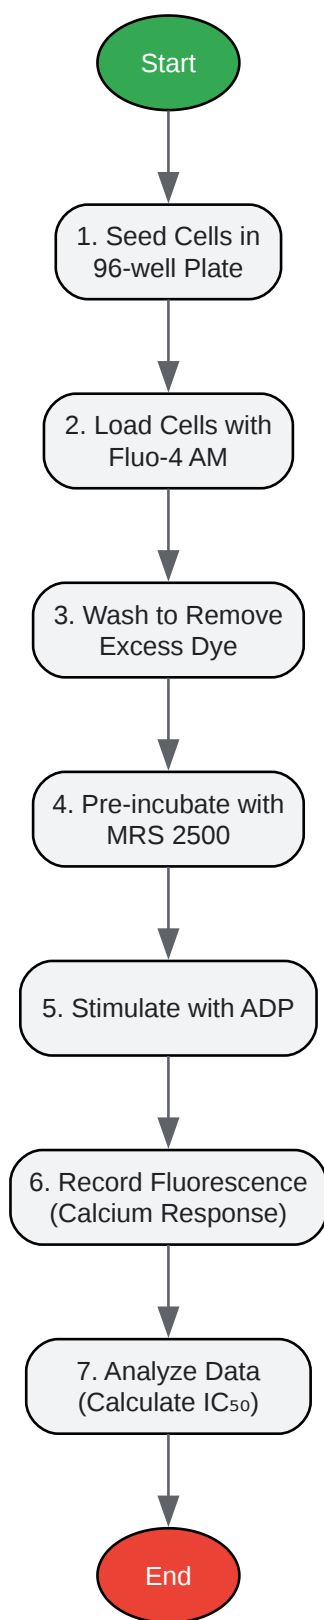 Start
1. Seed Cells in
96-well Plate
2. Load Cells with
Fluo-4 AM
3. Wash to Remove
Excess Dye
4. Pre-incubate with
MRS 2500
5. Stimulate with ADP
6. Record Fluorescence
(Calcium Response)
7. Analyze Data
(Calculate IC₅₀)
End